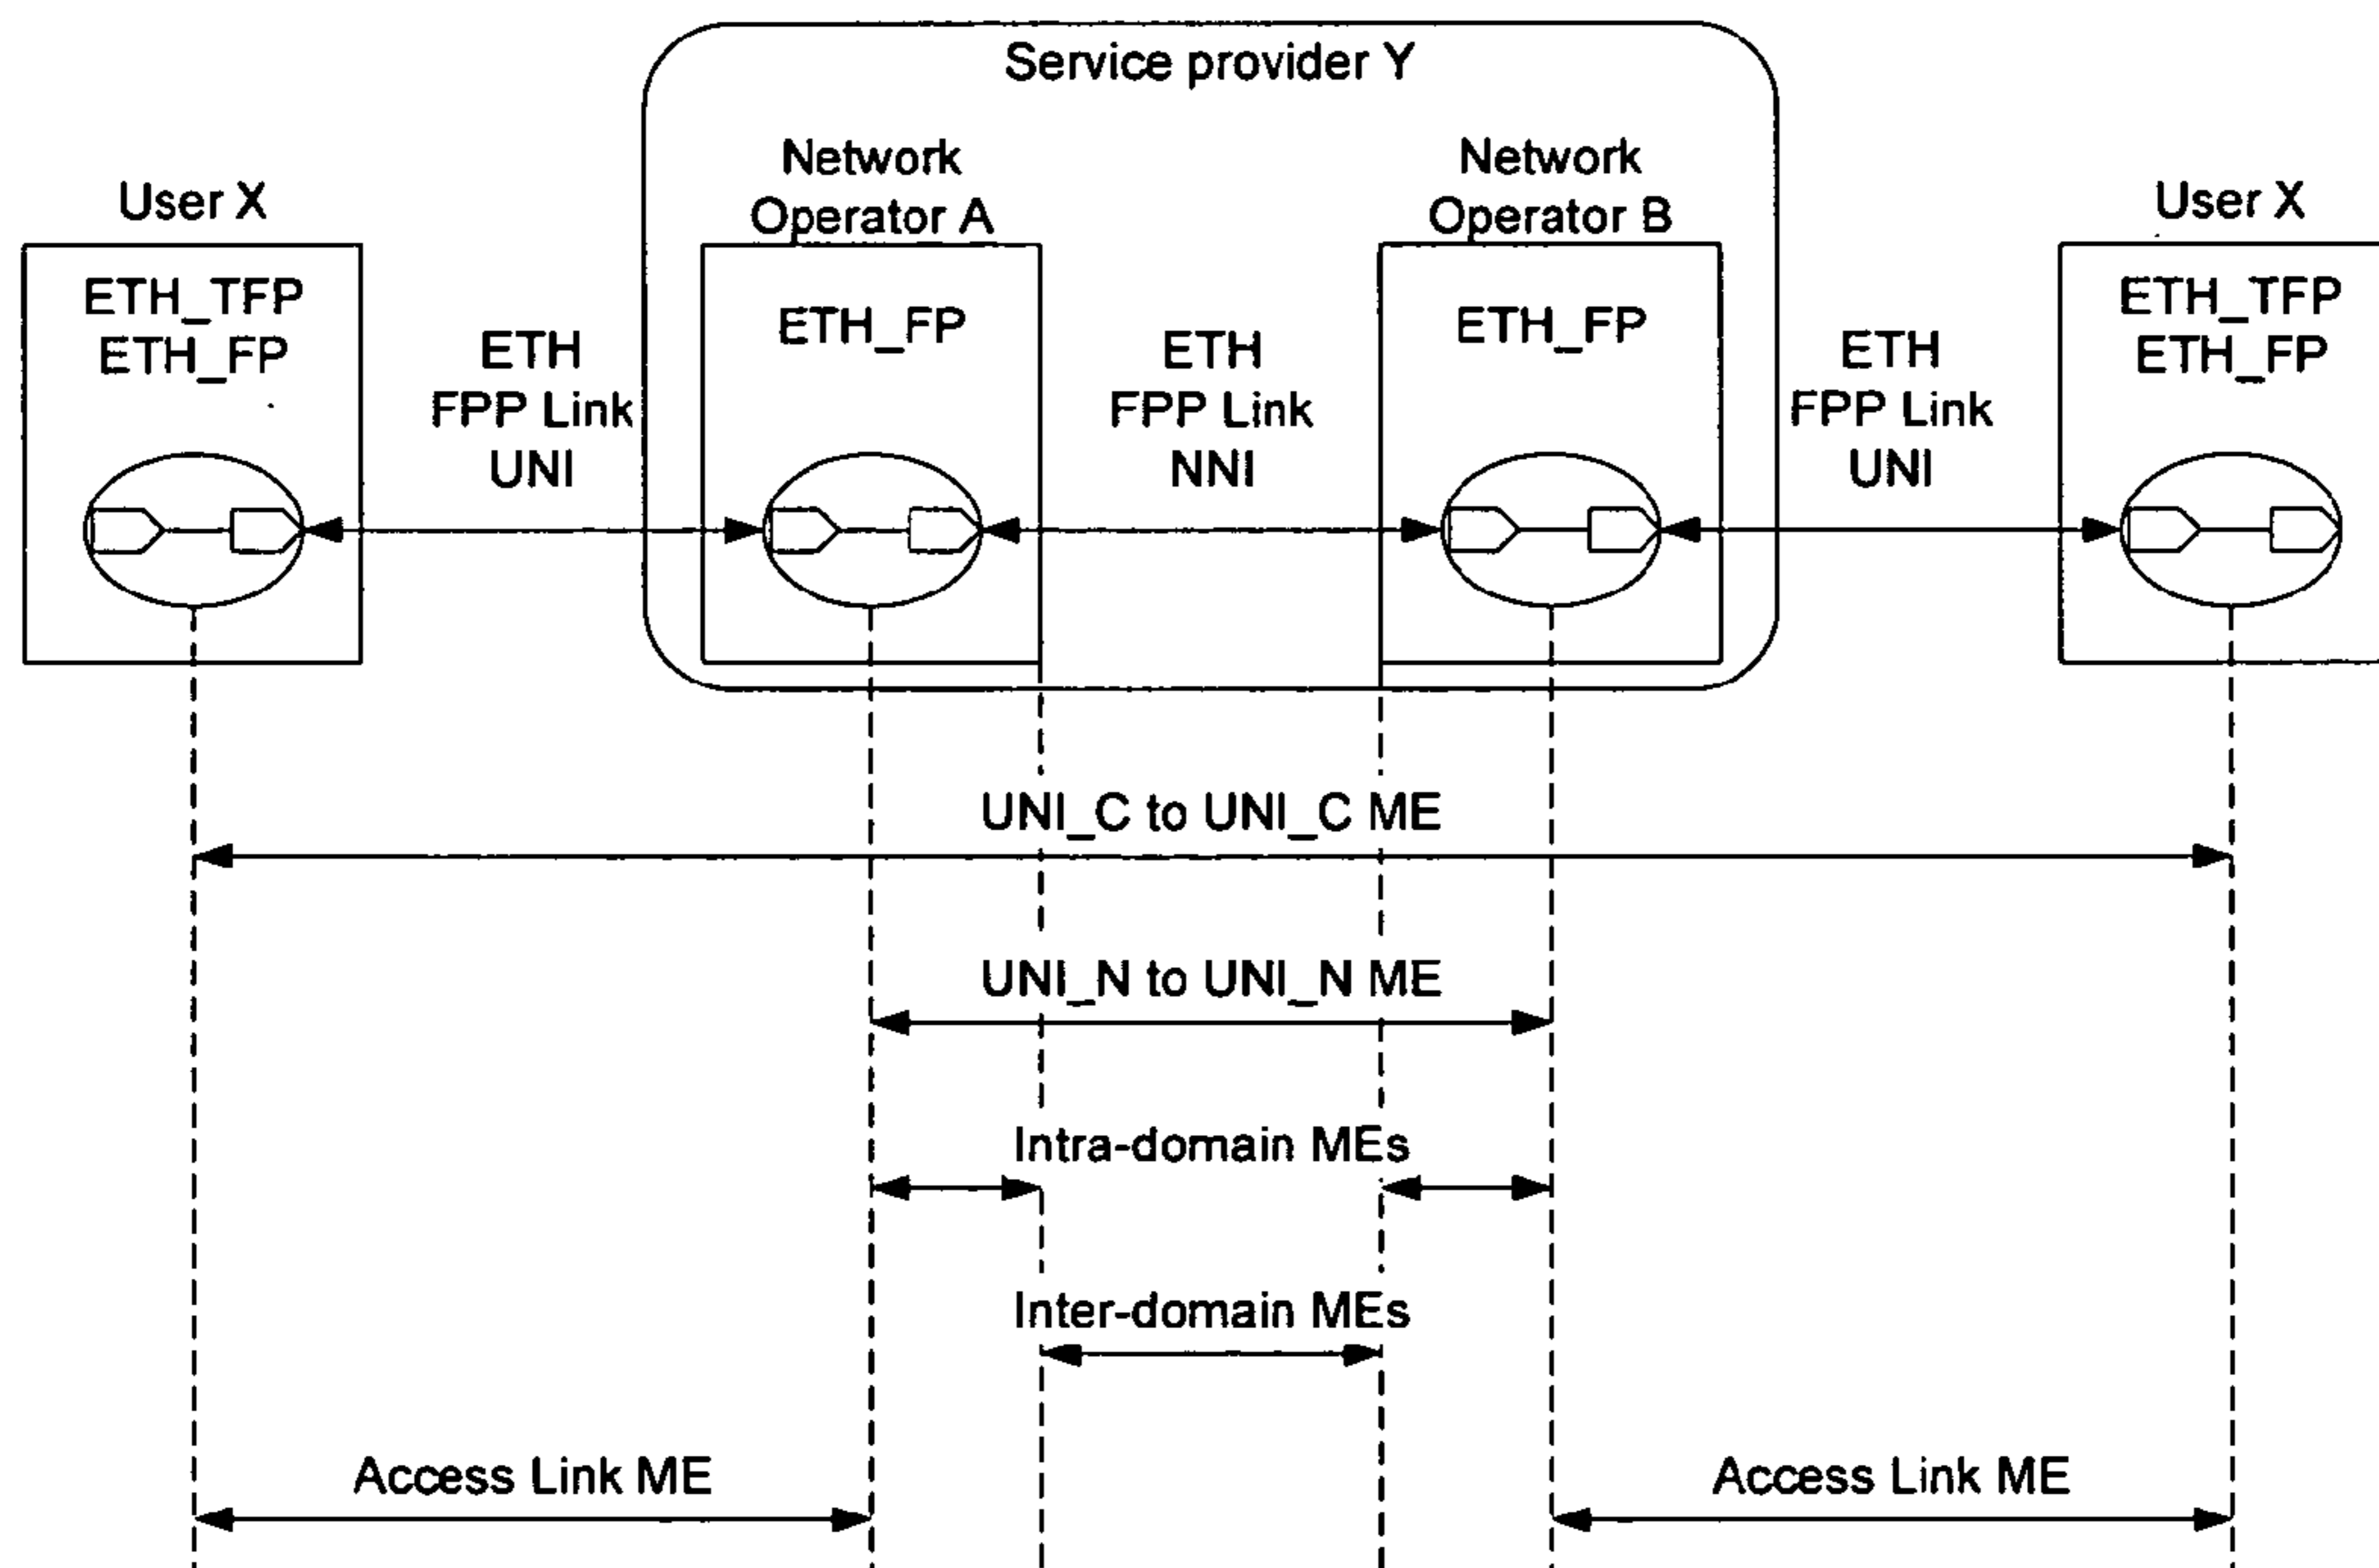 Service provider Y
User X
Network
Operator A
Network
Operator B
User X
ETH_TFP
ETH_FP
ETH
FPP Link
UNI
ETH_FP
ETH
FPP Link
NNI
ETH_FP
ETH
FPP Link
UNI
ETH_TFP
ETH_FP
UNI_C to UNI_C ME
UNI_N to UNI_N ME
Intra-domain MEs
Inter-domain MEs
Access Link ME
Access Link ME